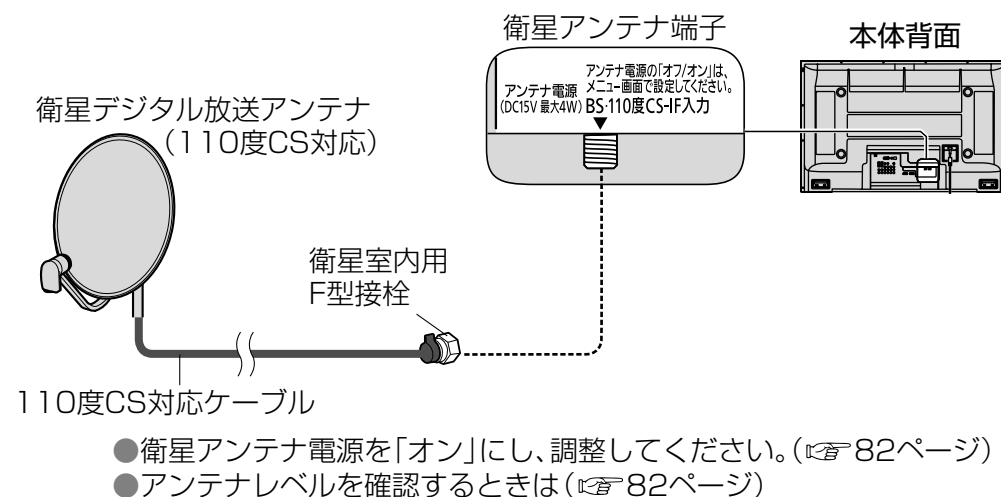 衛星アンテナ端子
本体背面
アンテナ電源の「オフ/オン」は、
メニュー画面で設定してください。
アンテナ電源
(DC15V 最大4W)
BS・110度CS-IF入力
衛星デジタル放送アンテナ
(110度CS対応)
衛星室内用
F型接栓
110度CS対応ケーブル
●衛星アンテナ電源を「オン」にし、調整してください。(☞82ページ)
●アンテナレベルを確認するときは(☞82ページ)